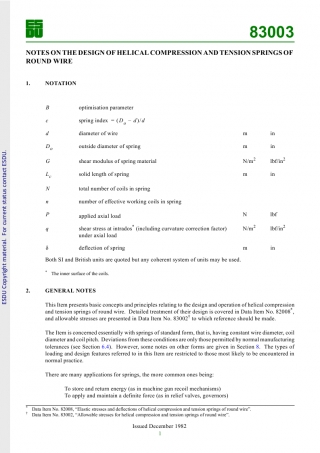 ESDU
83003
NOTES ON THE DESIGN OF HELICAL COMPRESSION AND TENSION SPRINGS OF
ROUND WIRE
1. NOTATION
B optimisation parameter
c spring index = (D_o − d)/d
d diameter of wire m in
D_o outside diameter of spring m in
G shear modulus of spring material N/m² lbf/in²
L_s solid length of spring m in
N total number of coils in spring
n number of effective working coils in spring
P applied axial load N lbf
q shear stress at intrados* (including curvature correction factor) N/m² lbf/in²
under axial load
δ deflection of spring m in
Both SI and British units are quoted but any coherent system of units may be used.
* The inner surface of the coils.
2. GENERAL NOTES
This Item presents basic concepts and principles relating to the design and operation of helical compression
and tension springs of round wire. Detailed treatment of their design is covered in Data Item No. 82008*,
and allowable stresses are presented in Data Item No. 83002† to which reference should be made.
The Item is concerned essentially with springs of standard form, that is, having constant wire diameter, coil
diameter and coil pitch. Deviations from these conditions are only those permitted by normal manufacturing
tolerances (see Section 6.4). However, some notes on other forms are given in Section 8. The types of
loading and design features referred to in this Item are restricted to those most likely to be encountered in
normal practice.
There are many applications for springs, the more common ones being:
To store and return energy (as in machine gun recoil mechanisms)
To apply and maintain a definite force (as in relief valves, governors)
* Data Item No. 82008, “Elastic stresses and deflections of helical compression and tension springs of round wire”.
† Data Item No. 83002, “Allowable stresses for helical compression and tension springs of round wire”.
Issued December 1982
1
ESDU Copyright material. For current status contact ESDU.